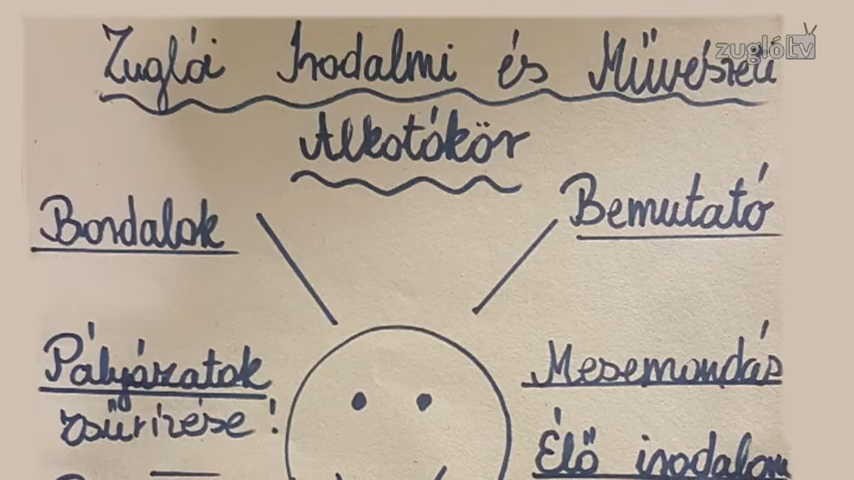 zuglótv
Zuglói Irodalmi és Művészeti
Alkotókör
Bordalok
Bemutató
Pályázatok
zsűrizése!
Mesemondás
Élő irodalom